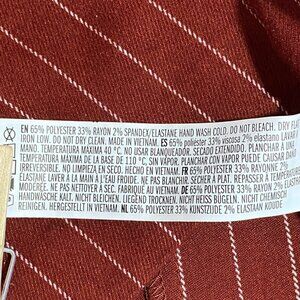 EN 65% POLYESTER 33% RAYON 2% SPANDEX/ELASTANE HAND WASH COLD. DO NOT BLEACH. DRY FLAT
IRON LOW. DO NOT DRY CLEAN. MADE IN VIETNAM. ES 65% poliéster 33% viscosa 2% elastano LAVAR A
MANO. TEMPERATURA MÁXIMA 40 °C. NO USAR BLANQUEADOR. SECADO EXTENDIDO. PLANCHAR A UNA
TEMPERATURA MÁXIMA DE LA BASE DE 110 °C, SIN VAPOR. PLANCHAR CON VAPOR PUEDE CAUSAR DAÑO
IRREVERSIBLE. NO LIMPIEZA EN SECO. HECHO EN VIETNAM. FR 65% POLYESTER 33% RAYONNE 2%
ELASTANE LAVER À LA MAIN À L'EAU FROIDE. NE PAS BLANCHIR. SÉCHER À PLAT. REPASSER À TEMPÉRATURE
MODÉRÉE. NE PAS NETTOYER À SEC. FABRIQUÉ AU VIETNAM. DE 65% POLYESTER 33% RAYON 2% ELASTAN
HANDWÄSCHE KALT. NICHT BLEICHEN. LIEGEND TROCKNEN. NICHT HEISS BÜGELN. NICHT CHEMISCH
REINIGEN. HERGESTELLT IN VIETNAM. NL 65% POLYESTER 33% KUNSTZIJDE 2% ELASTAAN KOUDE